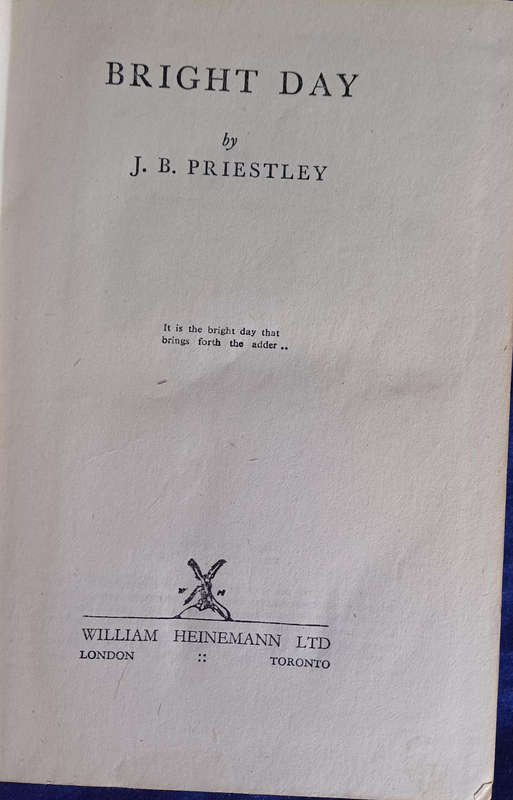 BRIGHT DAY
by
J. B. PRIESTLEY
It is the bright day that
brings forth the adder ..
W H
WILLIAM HEINEMANN LTD
LONDON :: TORONTO